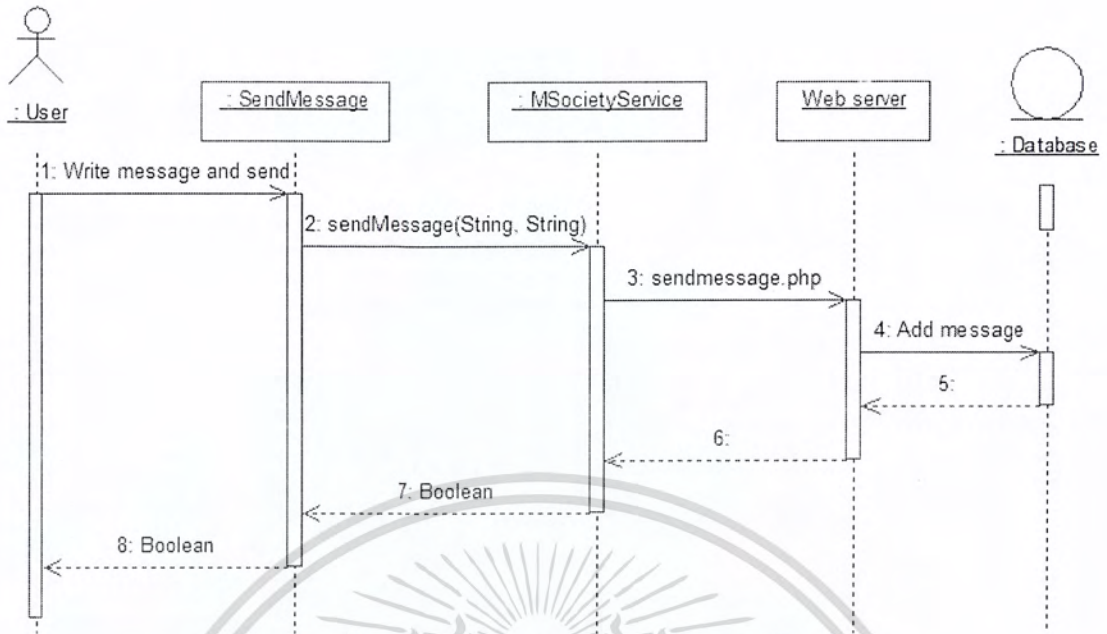 : User
: SendMessage
: MSocietyService
Web server
: Database
1: Write message and send
2: sendMessage(String, String)
3: sendmessage.php
4: Add message
5:
6:
7: Boolean
8: Boolean